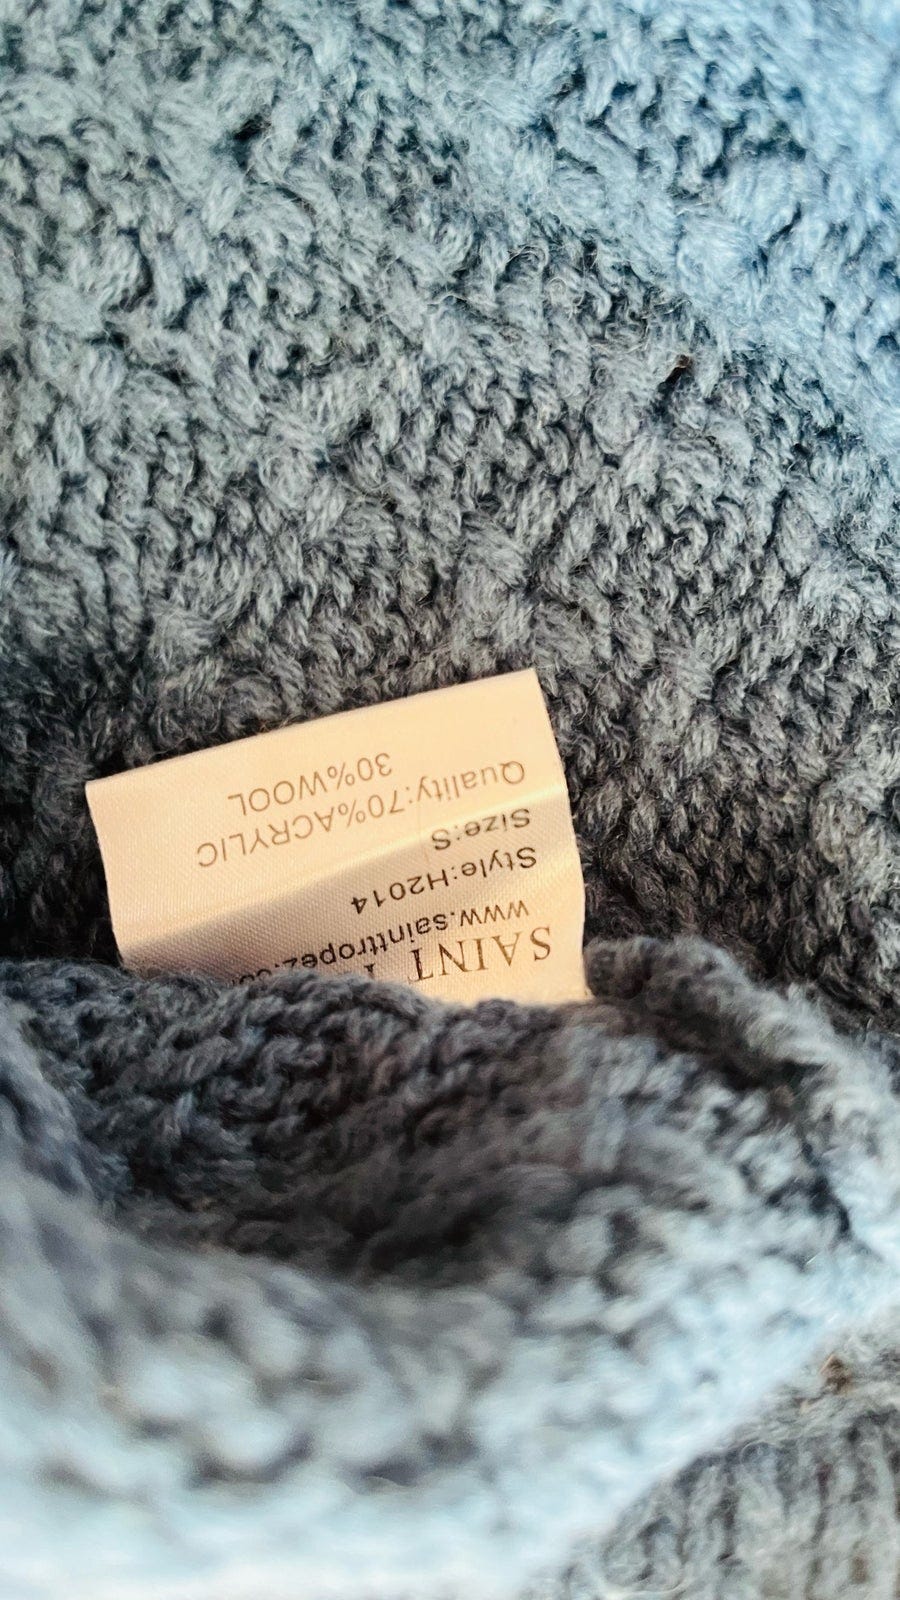 SAINT T
www.sainttropez.co
Style:H2014
Size:S
Quality:70%ACRYLIC
30%WOOL